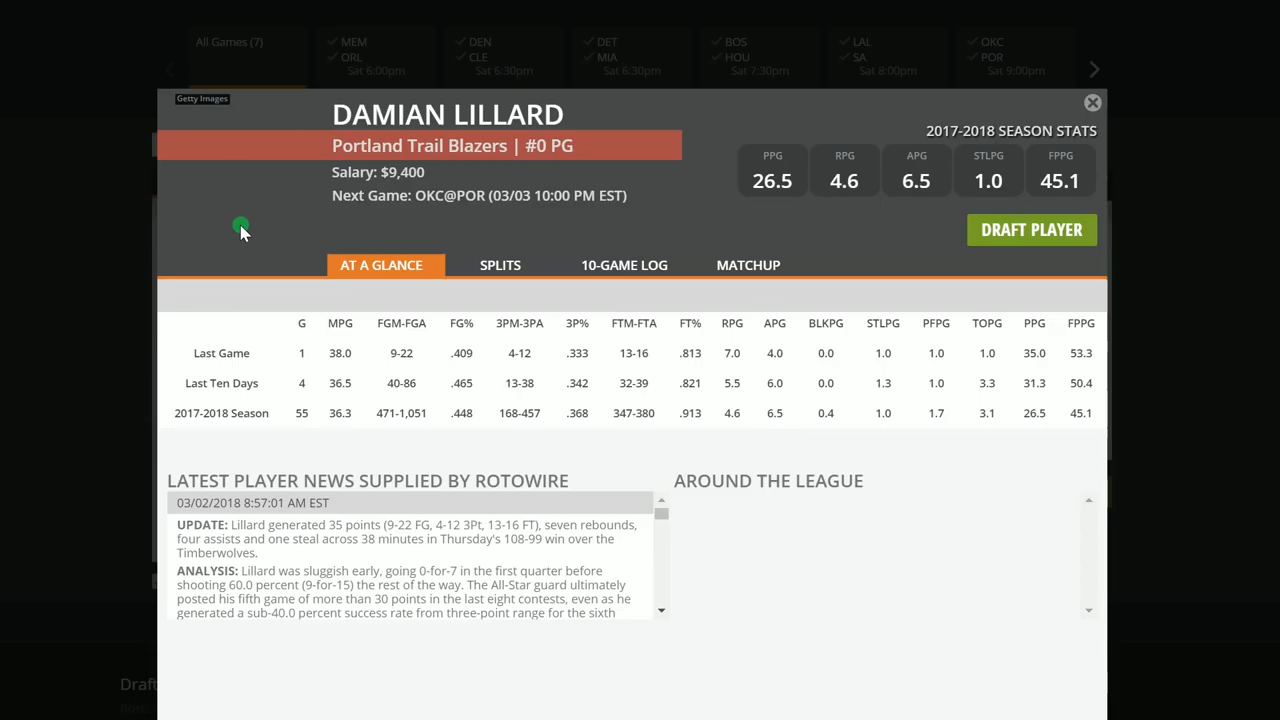 All Games (7)
MEM
ORL
Sat 6:00pm
DEN
CLE
Sat 6:30pm
DET
MIA
Sat 6:30pm
BOS
HOU
Sat 7:30pm
LAL
SA
Sat 8:00pm
OKC
POR
Sat 9:00pm
Getty Images
DAMIAN LILLARD
Portland Trail Blazers | #0 PG
Salary: $9,400
Next Game: OKC@POR (03/03 10:00 PM EST)
2017-2018 SEASON STATS
PPG RPG APG STLPG FPPG
26.5 4.6 6.5 1.0 45.1
DRAFT PLAYER
AT A GLANCE SPLITS 10-GAME LOG MATCHUP
G MPG FGM-FGA FG% 3PM-3PA 3P% FTM-FTA FT% RPG APG BLKPG STLPG PFPG TOPG PPG FPPG
Last Game 1 38.0 9-22 .409 4-12 .333 13-16 .813 7.0 4.0 0.0 1.0 1.0 1.0 35.0 53.3
Last Ten Days 4 36.5 40-86 .465 13-38 .342 32-39 .821 5.5 6.0 0.0 1.3 1.0 3.3 31.3 50.4
2017-2018 Season 55 36.3 471-1,051 .448 168-457 .368 347-380 .913 4.6 6.5 0.4 1.0 1.7 3.1 26.5 45.1
LATEST PLAYER NEWS SUPPLIED BY ROTOWIRE
03/02/2018 8:57:01 AM EST
UPDATE: Lillard generated 35 points (9-22 FG, 4-12 3Pt, 13-16 FT), seven rebounds,
four assists and one steal across 38 minutes in Thursday's 108-99 win over the
Timberwolves.
ANALYSIS: Lillard was sluggish early, going 0-for-7 in the first quarter before
shooting 60.0 percent (9-for-15) the rest of the way. The All-Star guard ultimately
posted his fifth game of more than 30 points in the last eight contests, even as he
generated a sub-40.0 percent success rate from three-point range for the sixth
AROUND THE LEAGUE
Draft